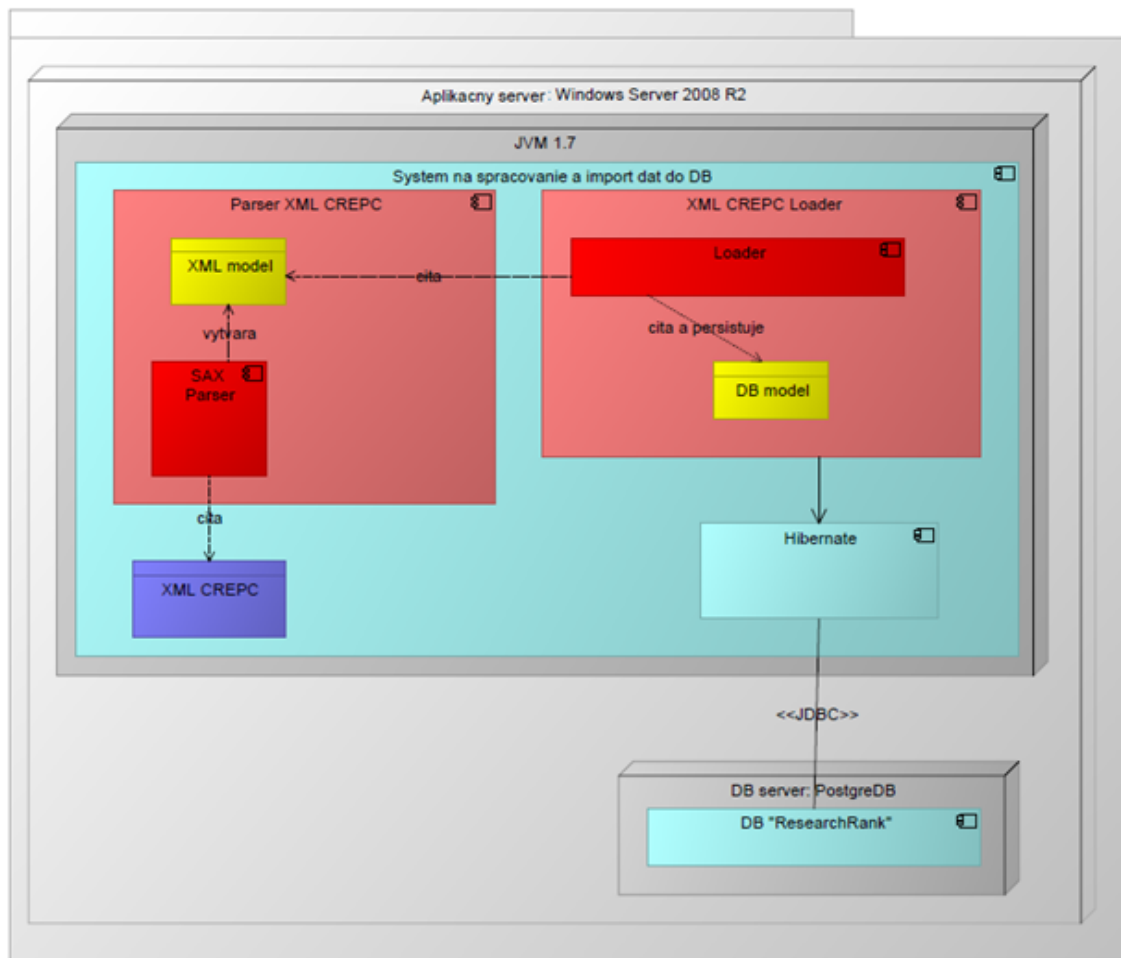 Aplikacny server: Windows Server 2008 R2
JVM 1.7
System na spracovanie a import dat do DB
Parser XML CREPC
XML CREPC Loader
XML model
cita
Loader
vytvara
cita a persistuje
SAX
Parser
DB model
cita
XML CREPC
Hibernate
<<JDBC>>
DB server: PostgreDB
DB "ResearchRank"